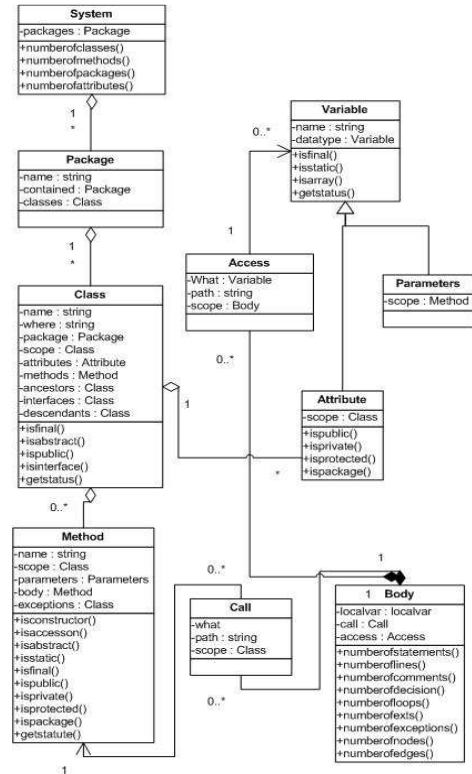 System
-packages : Package
+numberofclasses()
+numberofmethods()
+numberofpackages()
+numberofattributes()
1
*
Package
-name : string
-contained : Package
-classes : Class
1
*
Class
-name : string
-where : string
-package : Package
-scope : Class
-attributes : Attribute
-methods : Method
-ancestors : Class
-interfaces : Class
-descendants : Class
+isfinal()
+isabstract()
+ispublic()
+isinterface()
+getstatus()
1
*
0..*
Method
-name : string
-scope : Class
-parameters : Parameters
-body : Method
-exceptions : Class
+isconstructor()
+isaccesson()
+isabstract()
+isstatic()
+isfinal()
+ispublic()
+isprivate()
+isprotected()
+ispackage()
+getstatute()
1
Variable
-name : string
-datatype : Variable
+isfinal()
+isstatic()
+isarray()
+getstatus()
0..*
1
Access
-What : Variable
-path : string
-scope : Body
0..*
Parameters
-scope : Method
Attribute
-scope : Class
+ispublic()
+isprivate()
+isprotected()
+ispackage()
0..*
Call
-what
-path : string
-scope : Class
0..*
1
1 Body
-localvar : localvar
-call : Call
-access : Access
+numberofstatements()
+numberoflines()
+numberofcomments()
+numberofdecision()
+numberofloops()
+numberofexts()
+numberofexceptions()
+numberofnodes()
+numberofedges()